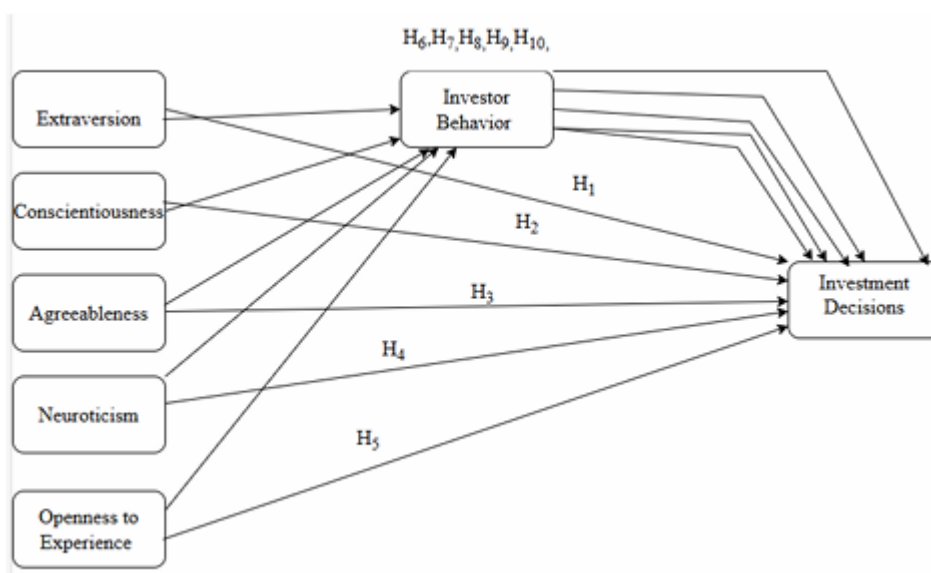 H6,H7,H8,H9,H10,
Investor
Behavior
Extraversion
H1
Conscientiousness
H2
Investment
Decisions
H3
Agreeableness
H4
Neuroticism
H5
Openness to
Experience